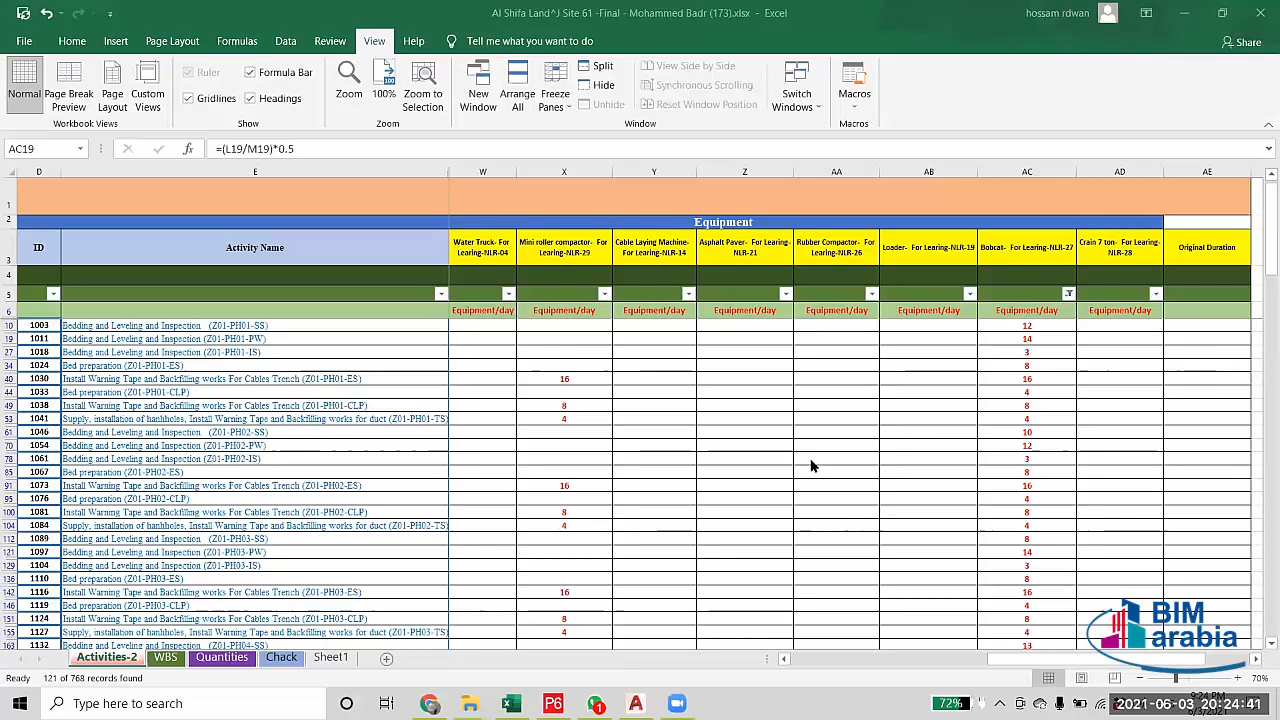 Al Shifa Land^J Site 61 -Final - Mohammed Badr (173).xlsx - Excel
hossam rdwan
File Home Insert Page Layout Formulas Data Review View Help Tell me what you want to do Share
Normal Page Break Preview Page Layout Custom Views
Workbook Views
Ruler Formula Bar
Gridlines Headings
Show
Zoom 100% Zoom to Selection
Zoom
New Window Arrange All Freeze Panes
Split
Hide
Unhide
View Side by Side
Synchronous Scrolling
Reset Window Position
Window
Switch Windows
Macros
Macros
AC19 =(L19/M19)*0.5
D E W X Y Z AA AB AC AD AE
1
2 Equipment
3 ID Activity Name Water Truck- For Learing-NLR-04 Mini roller compactor- For Learing-NLR-29 Cable Laying Machine- For Learing-NLR-14 Asphalt Paver- For Learing-NLR-21 Rubber Compactor- For Learing-NLR-26 Loader- For Learing-NLR-19 Bobcat- For Learing-NLR-27 Crain 7 ton- For Learing-NLR-28 Original Duration
4
5
6 Equipment/day Equipment/day Equipment/day Equipment/day Equipment/day Equipment/day Equipment/day Equipment/day
10 1003 Bedding and Leveling and Inspection (Z01-PH01-SS) 12
19 1011 Bedding and Leveling and Inspection (Z01-PH01-PW) 14
27 1018 Bedding and Leveling and Inspection (Z01-PH01-IS) 3
34 1024 Bed preparation (Z01-PH01-ES) 8
40 1030 Install Warning Tape and Backfilling works For Cables Trench (Z01-PH01-ES) 16 16
44 1033 Bed preparation (Z01-PH01-CLP) 4
49 1038 Install Warning Tape and Backfilling works For Cables Trench (Z01-PH01-CLP) 8 8
53 1041 Supply, installation of hanhholes, Install Warning Tape and Backfilling works for duct (Z01-PH01-TS) 4 4
61 1046 Bedding and Leveling and Inspection (Z01-PH02-SS) 10
70 1054 Bedding and Leveling and Inspection (Z01-PH02-PW) 12
78 1061 Bedding and Leveling and Inspection (Z01-PH02-IS) 3
85 1067 Bed preparation (Z01-PH02-ES) 8
91 1073 Install Warning Tape and Backfilling works For Cables Trench (Z01-PH02-ES) 16 16
95 1076 Bed preparation (Z01-PH02-CLP) 4
100 1081 Install Warning Tape and Backfilling works For Cables Trench (Z01-PH02-CLP) 8 8
104 1084 Supply, installation of hanhholes, Install Warning Tape and Backfilling works for duct (Z01-PH02-TS) 4 4
112 1089 Bedding and Leveling and Inspection (Z01-PH03-SS) 8
121 1097 Bedding and Leveling and Inspection (Z01-PH03-PW) 14
129 1104 Bedding and Leveling and Inspection (Z01-PH03-IS) 3
136 1110 Bed preparation (Z01-PH03-ES) 8
142 1116 Install Warning Tape and Backfilling works For Cables Trench (Z01-PH03-ES) 16 16
146 1119 Bed preparation (Z01-PH03-CLP) 4
151 1124 Install Warning Tape and Backfilling works For Cables Trench (Z01-PH03-CLP) 8 8
155 1127 Supply, installation of hanhholes, Install Warning Tape and Backfilling works for duct (Z01-PH03-TS) 4 4
163 1132 Bedding and Leveling and Inspection (Z01-PH04-SS) 13
BIM
arabia
Activities-2 WBS Quantities Chack Sheet1
Ready 121 of 768 records found 70%
Type here to search P6 72% 2021-06-03 20:24:41